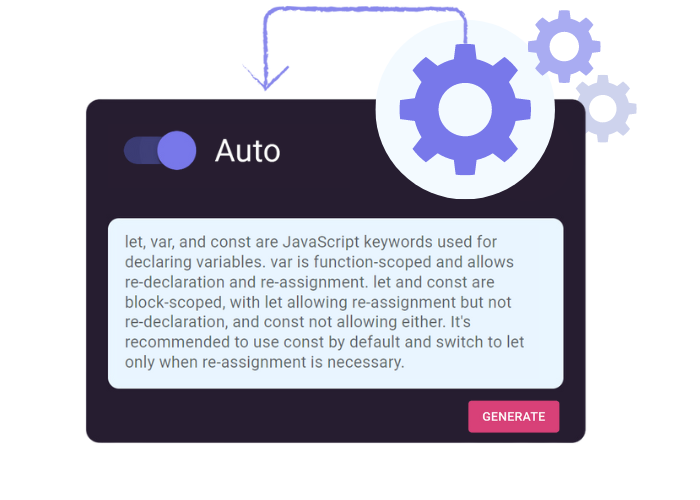 Auto
let, var, and const are JavaScript keywords used for
declaring variables. var is function-scoped and allows
re-declaration and re-assignment. let and const are
block-scoped, with let allowing re-assignment but not
re-declaration, and const not allowing either. It's
recommended to use const by default and switch to let
only when re-assignment is necessary.
GENERATE